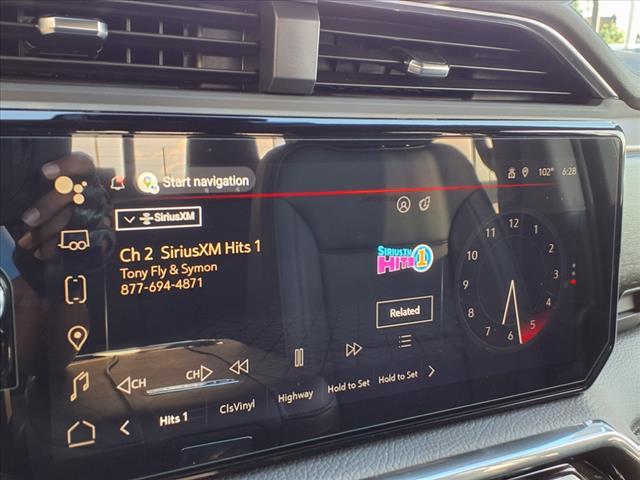 Start navigation
102° 6:28
SiriusXM
Ch 2 SiriusXM Hits 1
Tony Fly & Symon
877-694-4871
SIRIUSXM
HITS 1
Related
12
1
2
3
4
5
6
7
8
9
10
11
CH
CH
Hits 1
ClsVinyl
Highway
Hold to Set
Hold to Set